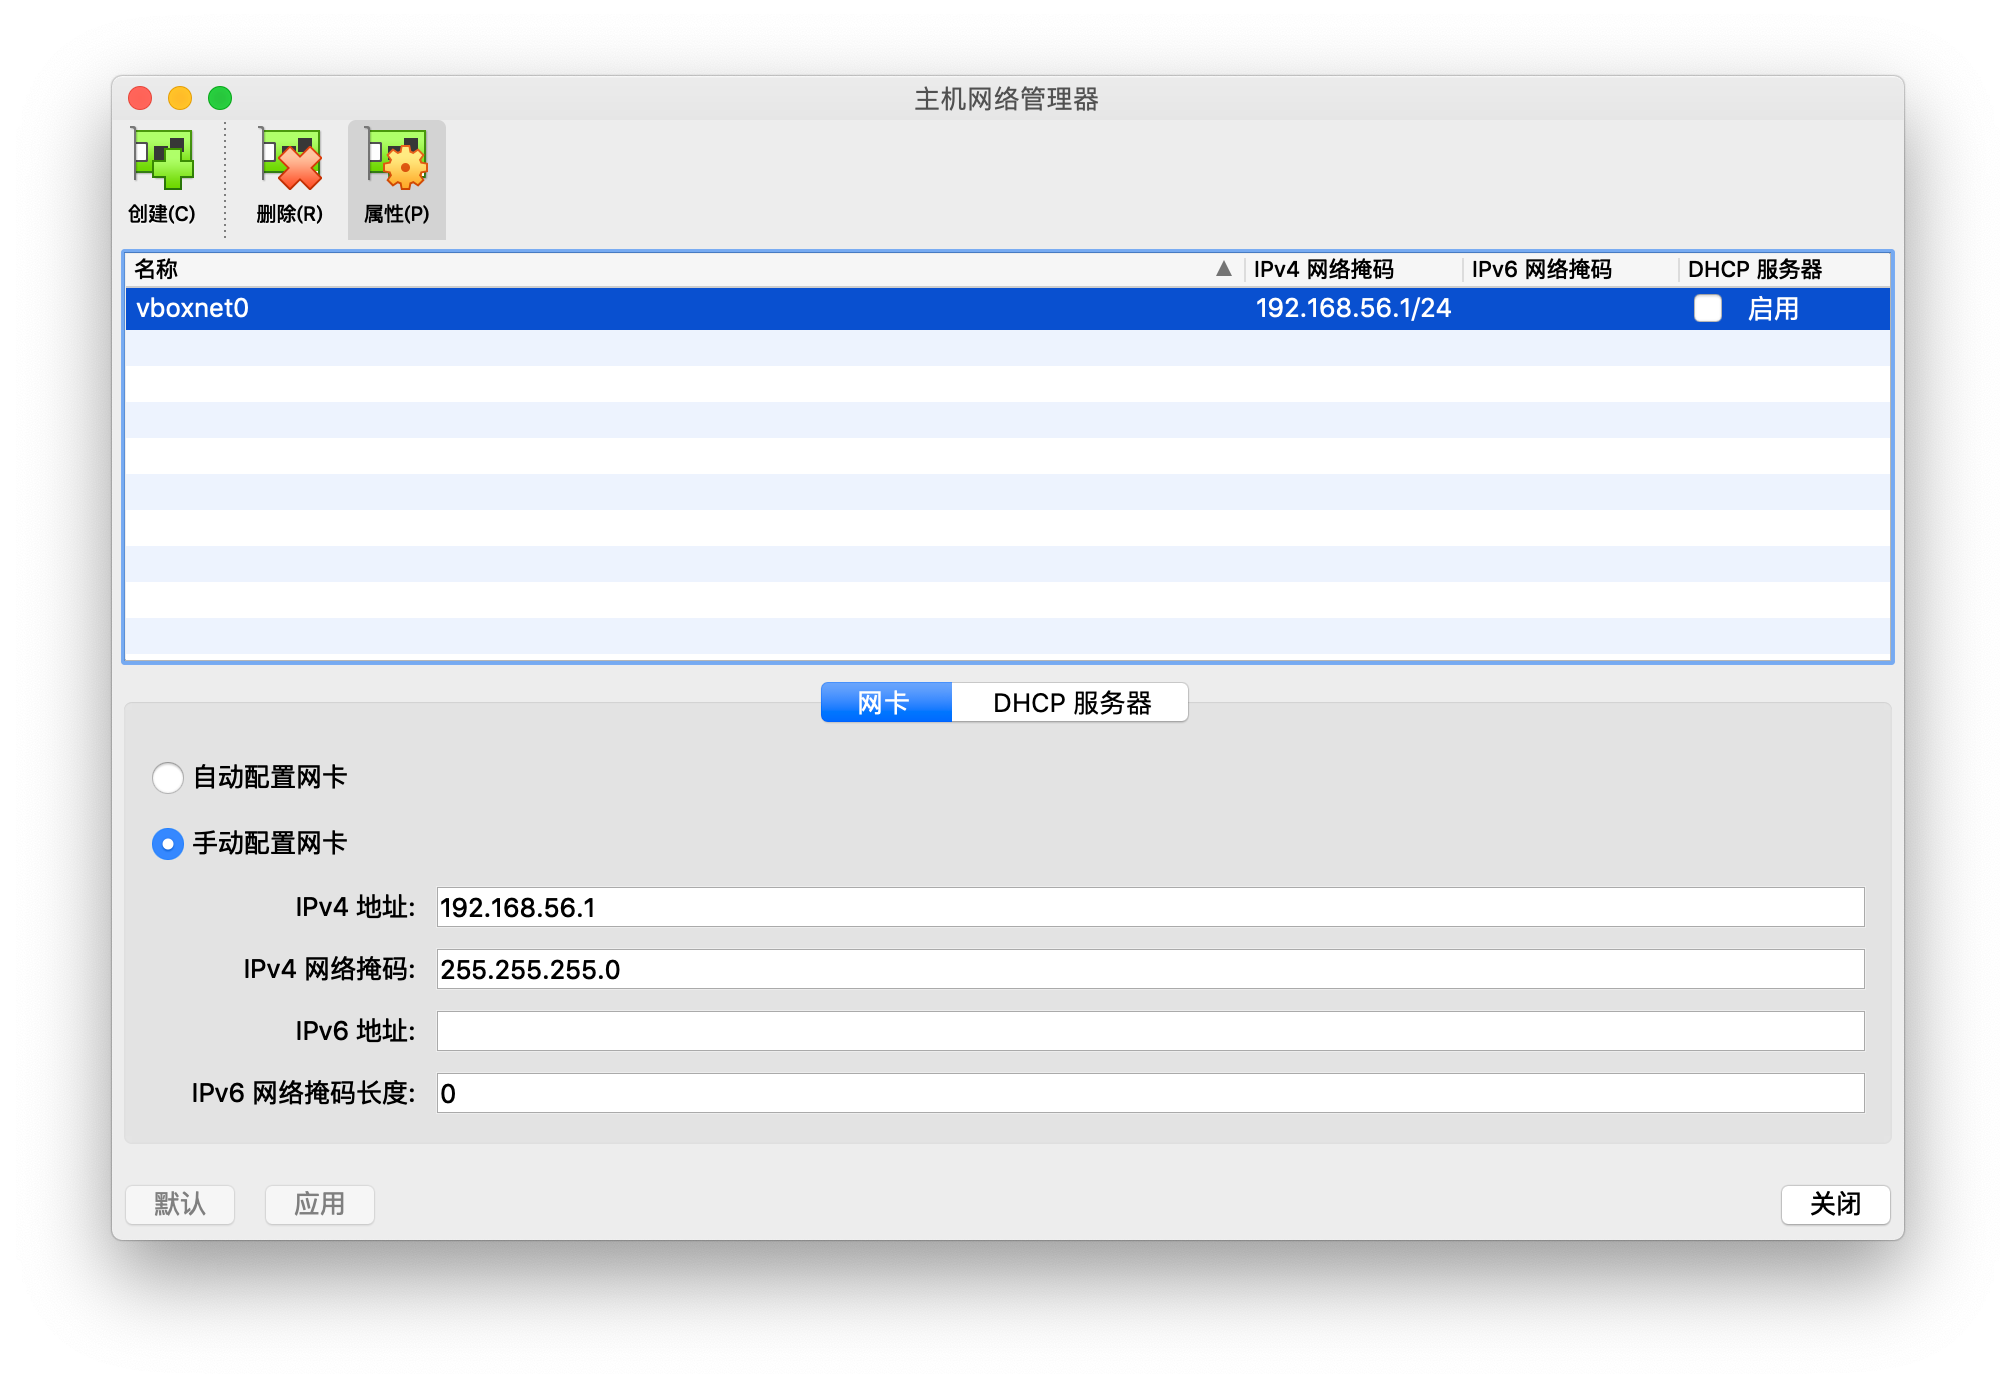 主机网络管理器
创建(C) 删除(R) 属性(P)
名称 IPv4 网络掩码 IPv6 网络掩码 DHCP 服务器
vboxnet0 192.168.56.1/24 启用
网卡 DHCP 服务器
自动配置网卡
手动配置网卡
IPv4 地址: 192.168.56.1
IPv4 网络掩码: 255.255.255.0
IPv6 地址:
IPv6 网络掩码长度: 0
默认 应用 关闭